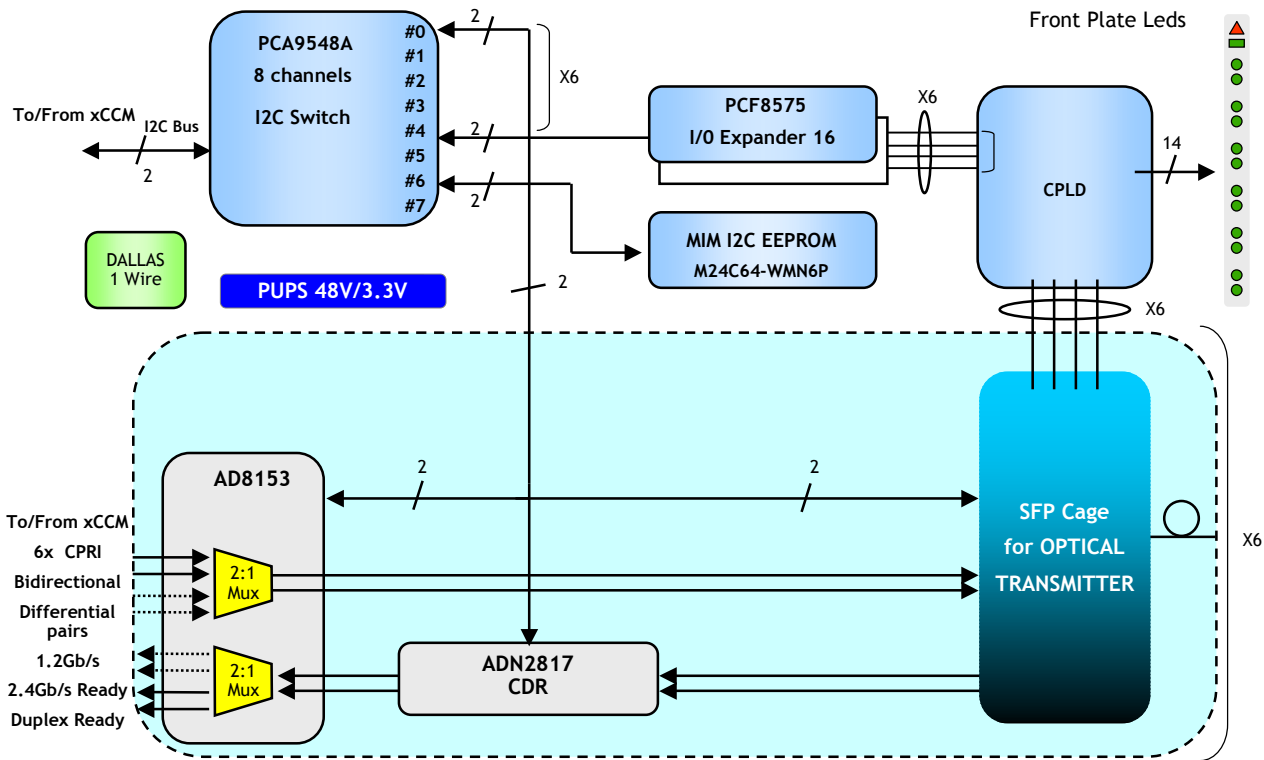 Front Plate Leds
PCA9548A
8 channels
I2C Switch
#0
#1
#2
#3
#4
#5
#6
#7
2
X6
2
2
To/From xCCM
I2C Bus
2
PCF8575
I/O Expander 16
X6
CPLD
14
MIM I2C EEPROM
M24C64-WMN6P
DALLAS
1 Wire
PUPS 48V/3.3V
2
X6
AD8153
2
2
To/From xCCM
6x CPRI
Bidirectional
Differential
pairs
1.2Gb/s
2.4Gb/s Ready
Duplex Ready
2:1
Mux
2:1
Mux
ADN2817
CDR
SFP Cage
for OPTICAL
TRANSMITTER
X6